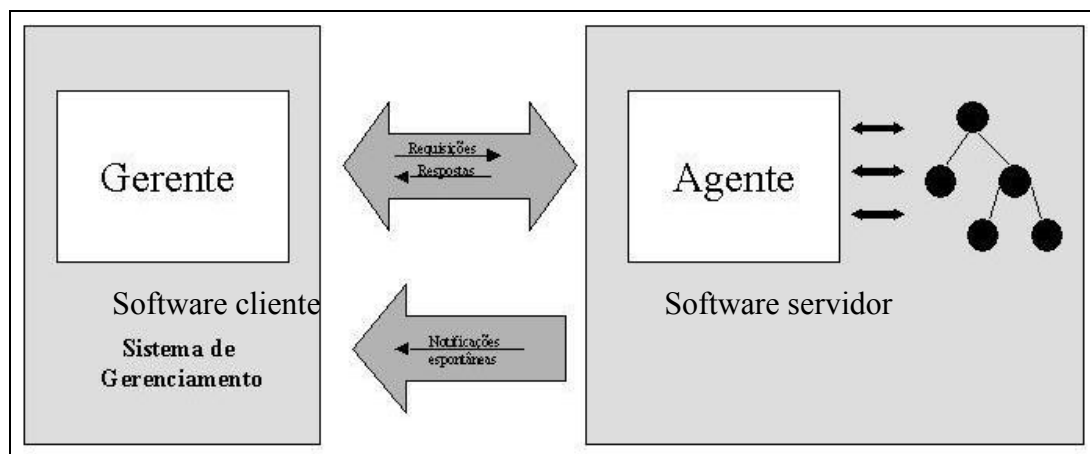 Gerente
Software cliente
Sistema de
Gerenciamento
Requisições
Respostas
Notificações
espontâneas
Agente
Software servidor